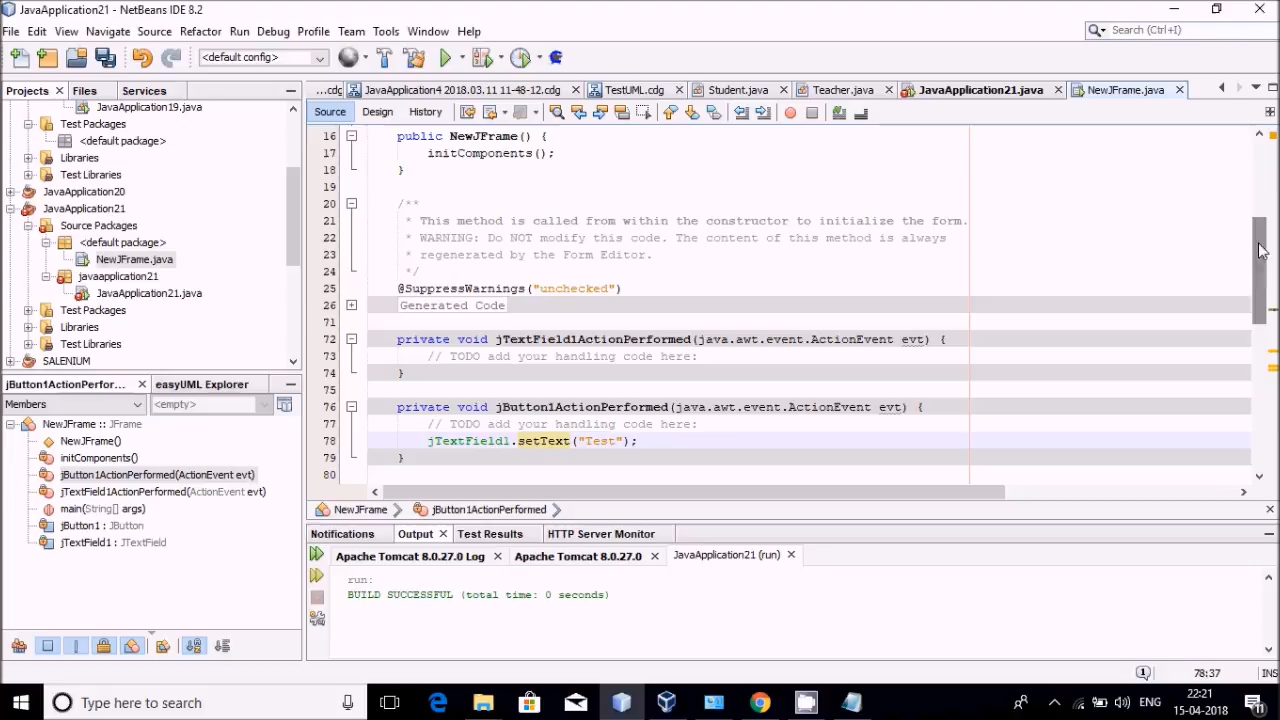 JavaApplication21 - NetBeans IDE 8.2
File Edit View Navigate Source Refactor Run Debug Profile Team Tools Window Help
Search (Ctrl+I)
<default config>
Projects Files Services
...cdg JavaApplication4 2018.03.11 11-48-12.cdg TestUML.cdg Student.java Teacher.java JavaApplication21.java NewJFrame.java
Source Design History
JavaApplication19.java
Test Packages
<default package>
Libraries
Test Libraries
JavaApplication20
JavaApplication21
Source Packages
<default package>
NewJFrame.java
javaapplication21
JavaApplication21.java
Test Packages
Libraries
Test Libraries
SALENIUM
16 public NewJFrame() {
17 initComponents();
18 }
19
20 /**
21 * This method is called from within the constructor to initialize the form.
22 * WARNING: Do NOT modify this code. The content of this method is always
23 * regenerated by the Form Editor.
24 */
25 @SuppressWarnings("unchecked")
26 Generated Code
71
72 private void jTextField1ActionPerformed(java.awt.event.ActionEvent evt) {
73 // TODO add your handling code here:
74 }
75
76 private void jButton1ActionPerformed(java.awt.event.ActionEvent evt) {
77 // TODO add your handling code here:
78 jTextField1.setText("Test");
79 }
80
NewJFrame jButton1ActionPerformed
jButton1ActionPerfor... easyUML Explorer
Members <empty>
NewJFrame :: JFrame
NewJFrame()
initComponents()
jButton1ActionPerformed(ActionEvent evt)
jTextField1ActionPerformed(ActionEvent evt)
main(String[] args)
jButton1 : JButton
jTextField1 : JTextField
Notifications Output Test Results HTTP Server Monitor
Apache Tomcat 8.0.27.0 Log Apache Tomcat 8.0.27.0 JavaApplication21 (run)
run:
BUILD SUCCESSFUL (total time: 0 seconds)
1 78:37 INS
Type here to search
ENG
22:21
15-04-2018
11